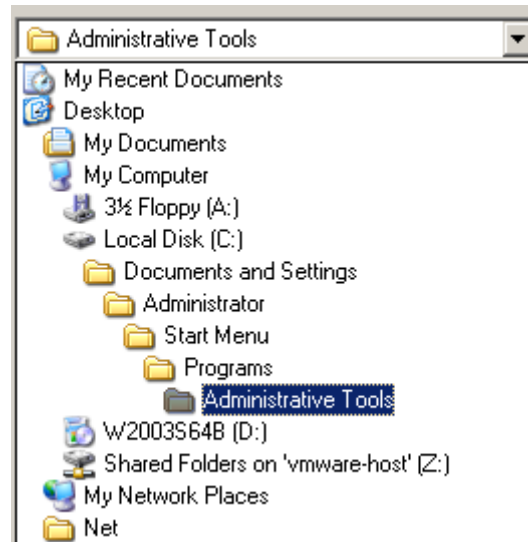 Administrative Tools
My Recent Documents
Desktop
My Documents
My Computer
3½ Floppy (A:)
Local Disk (C:)
Documents and Settings
Administrator
Start Menu
Programs
Administrative Tools
W2003S64B (D:)
Shared Folders on 'vmware-host' (Z:)
My Network Places
Net